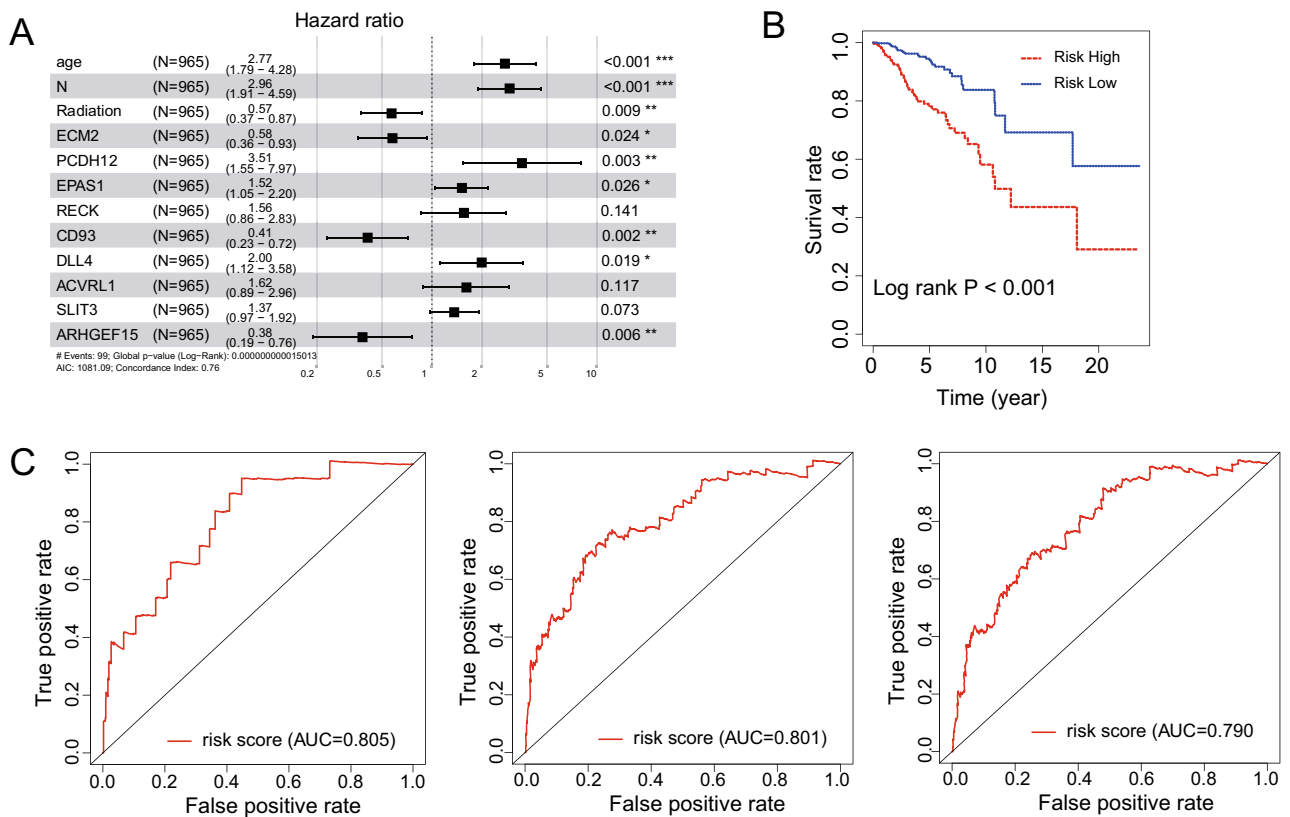 A
Hazard ratio
age (N=965) 2.77 (1.79 − 4.28) <0.001 ***
N (N=965) 2.96 (1.91 − 4.59) <0.001 ***
Radiation (N=965) 0.57 (0.37 − 0.87) 0.009 **
ECM2 (N=965) 0.58 (0.36 − 0.93) 0.024 *
PCDH12 (N=965) 3.51 (1.55 − 7.97) 0.003 **
EPAS1 (N=965) 1.52 (1.05 − 2.20) 0.026 *
RECK (N=965) 1.56 (0.86 − 2.83) 0.141
CD93 (N=965) 0.41 (0.23 − 0.72) 0.002 **
DLL4 (N=965) 2.00 (1.12 − 3.58) 0.019 *
ACVRL1 (N=965) 1.62 (0.89 − 2.96) 0.117
SLIT3 (N=965) 1.37 (0.97 − 1.92) 0.073
ARHGEF15 (N=965) 0.38 (0.19 − 0.76) 0.006 **
# Events: 99; Global p−value (Log−Rank): 0.000000000015013
AIC: 1081.09; Concordance Index: 0.76
0.2 0.5 1 2 5 10
B
Risk High
Risk Low
Surival rate
1.0
0.8
0.6
0.4
0.2
0.0
Log rank P < 0.001
0 5 10 15 20
Time (year)
C
True positive rate
1.0
0.8
0.6
0.4
0.2
0.0
risk score (AUC=0.805)
0.0 0.2 0.4 0.6 0.8 1.0
False positive rate
True positive rate
1.0
0.8
0.6
0.4
0.2
0.0
risk score (AUC=0.801)
0.0 0.2 0.4 0.6 0.8 1.0
False positive rate
True positive rate
1.0
0.8
0.6
0.4
0.2
0.0
risk score (AUC=0.790
0.0 0.2 0.4 0.6 0.8 1.0
False positive rate